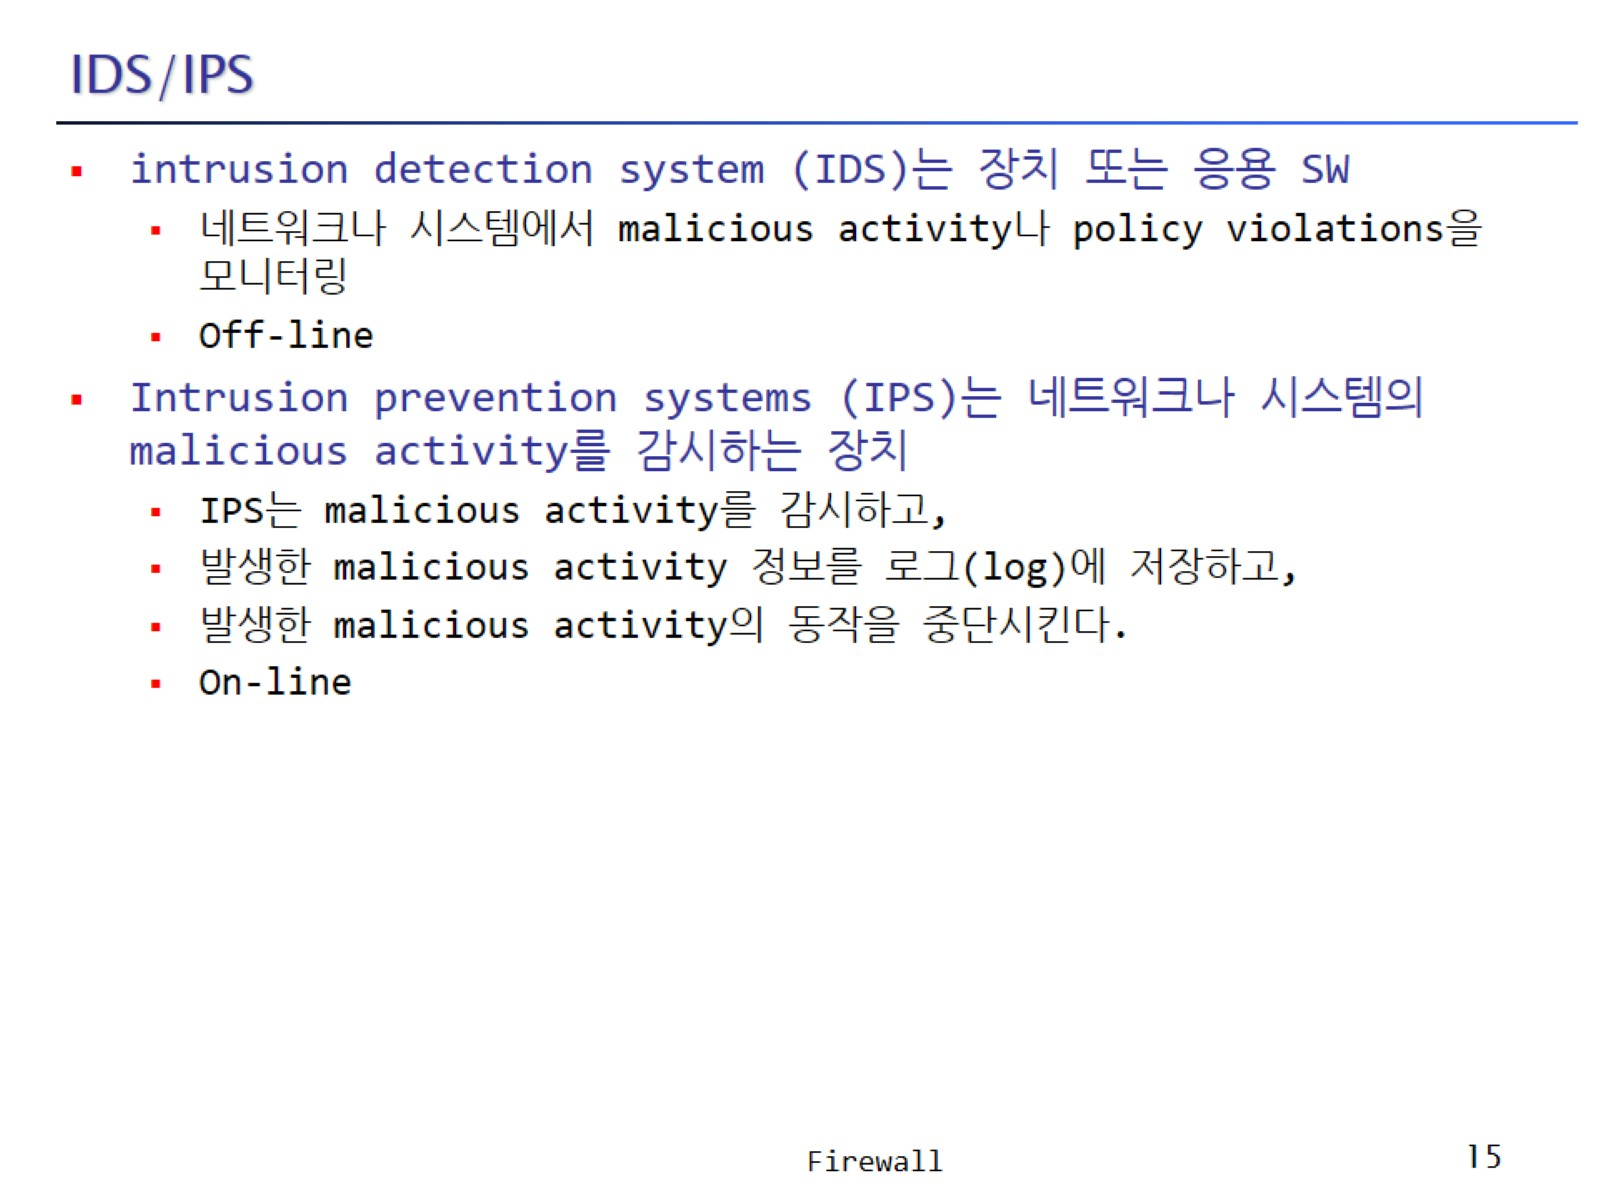 IDS/IPS
▪ intrusion detection system (IDS)는 장치 또는 응용 SW
▪ 네트워크나 시스템에서 malicious activity나 policy violations을
모니터링
▪ Off-line
▪ Intrusion prevention systems (IPS)는 네트워크나 시스템의
malicious activity를 감시하는 장치
▪ IPS는 malicious activity를 감시하고,
▪ 발생한 malicious activity 정보를 로그(log)에 저장하고,
▪ 발생한 malicious activity의 동작을 중단시킨다.
▪ On-line
Firewall
15